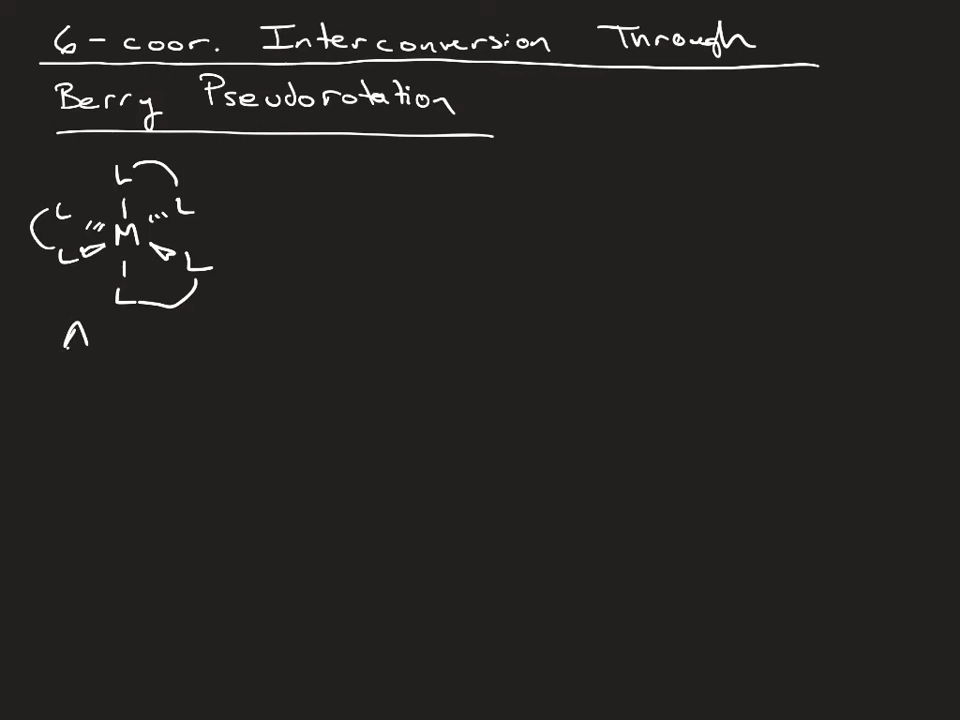 6-coor. Interconversion Through
Berry Pseudorotation
L
L L
M
L L
L
Λ